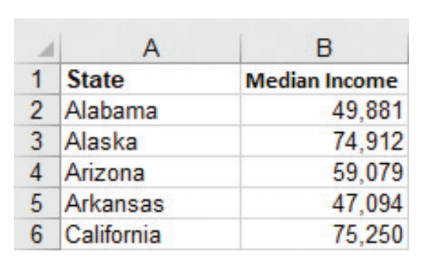 A B
1 State Median Income
2 Alabama 49,881
3 Alaska 74,912
4 Arizona 59,079
5 Arkansas 47,094
6 California 75,250